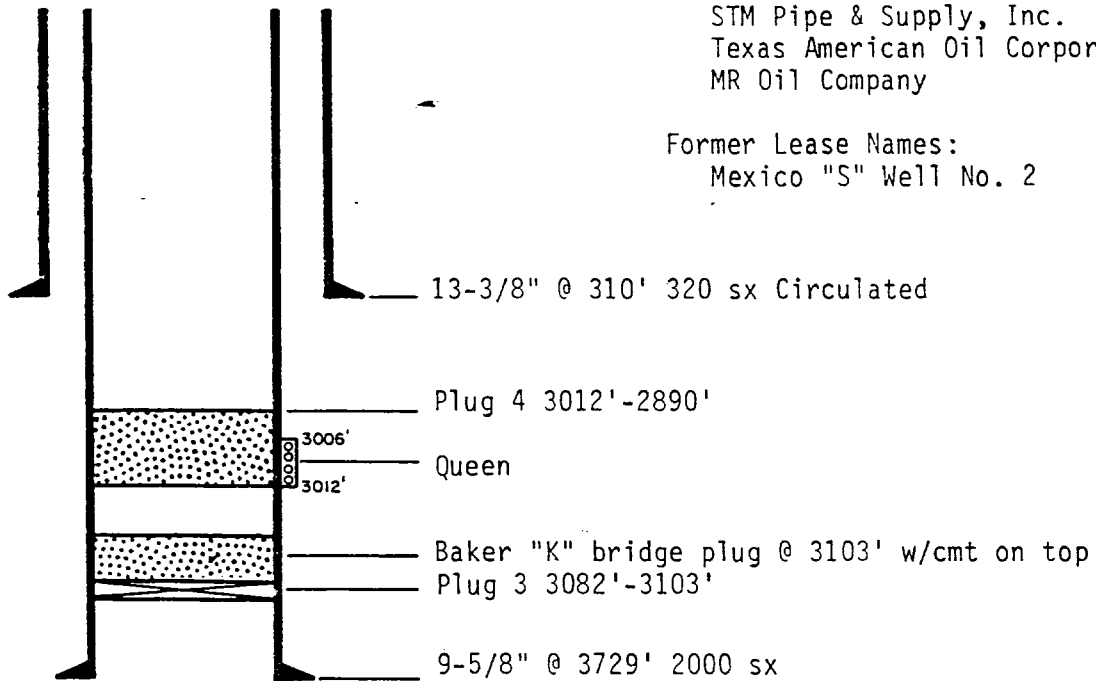 STM Pipe & Supply, Inc.
Texas American Oil Corpor
MR Oil Company
Former Lease Names:
Mexico "S" Well No. 2
13-3/8" @ 310' 320 sx Circulated
Plug 4 3012'-2890'
3006'
Queen
3012'
Baker "K" bridge plug @ 3103' w/cmt on top
Plug 3 3082'-3103'
9-5/8" @ 3729' 2000 sx